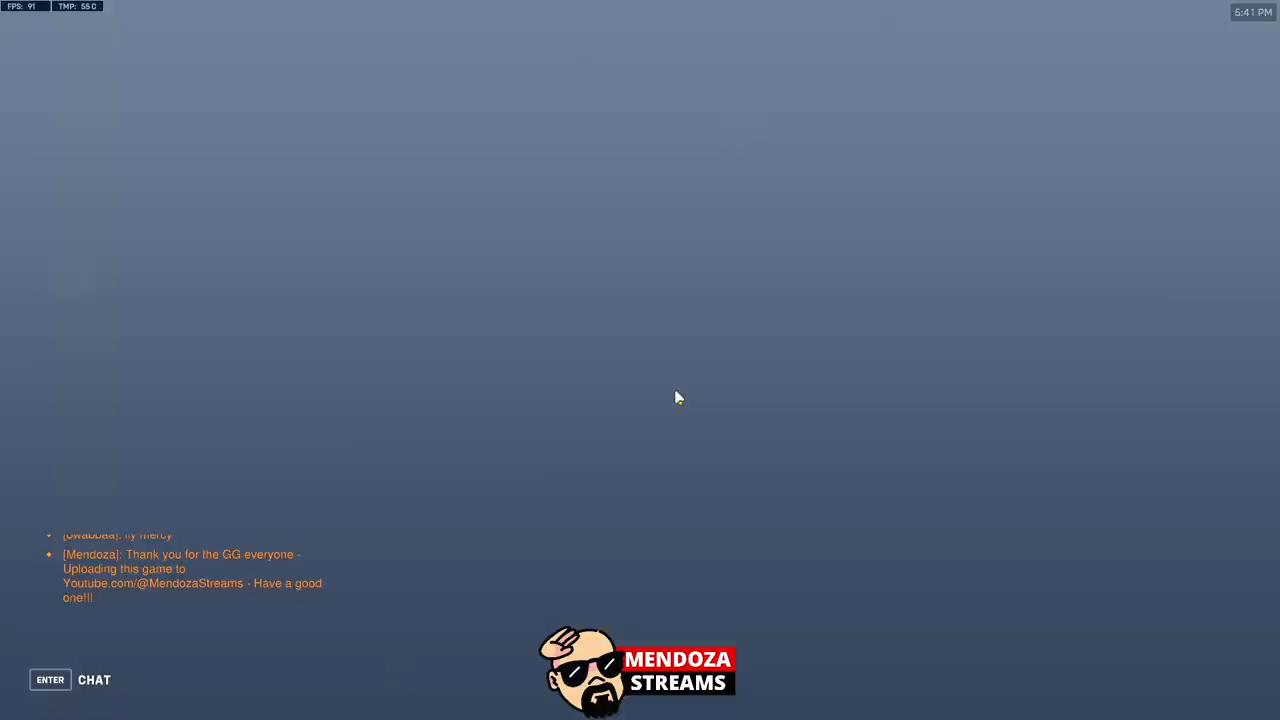 FPS: 91 TMP: 55 C
5:41 PM
mercy
[Mendoza]: Thank you for the GG everyone -
Uploading this game to
Youtube.com/@MendozaStreams - Have a good
one!!!
MENDOZA
STREAMS
ENTER CHAT